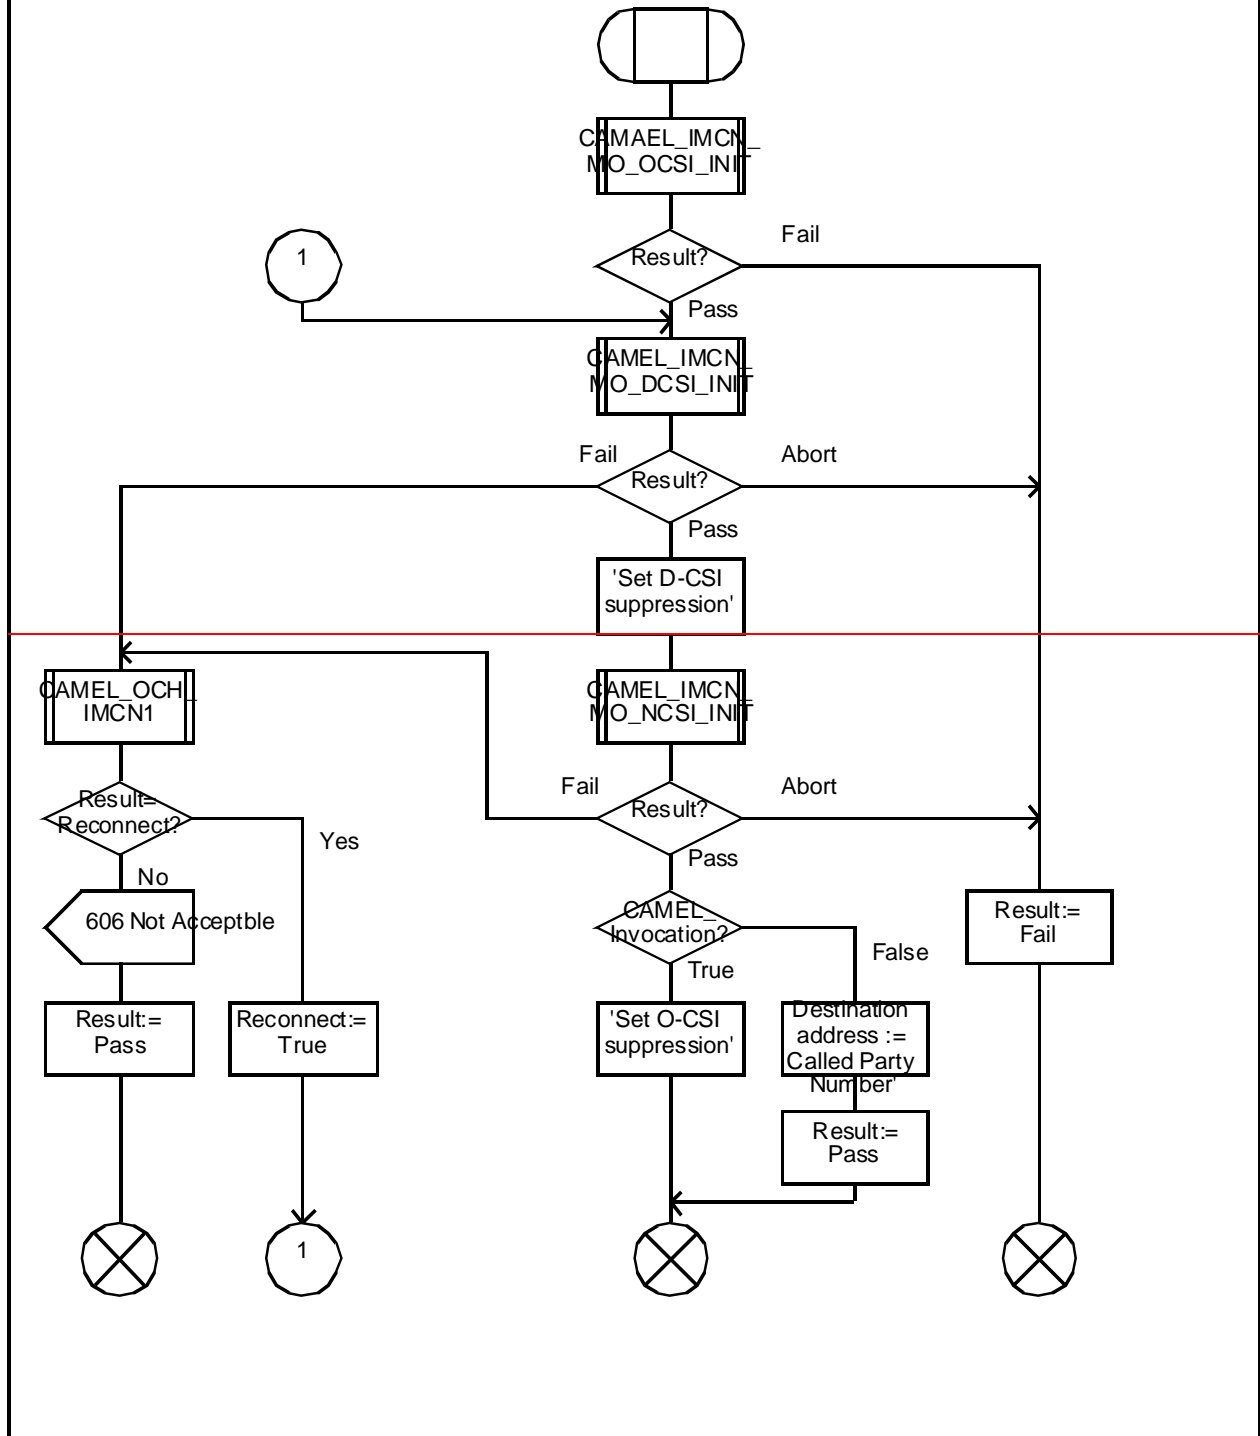 CAMAEL_IMCN_
MO_OCSI_INIT
Fail
1
Result?
Pass
CAMEL_IMCN_
MO_DCSI_INIT
Fail
Abort
Result?
Pass
'Set D-CSI
suppression'
CAMEL_OCH_
IMCN1
CAMEL_IMCN_
MO_NCSI_INIT
Fail
Abort
Result=
Reconnect?
Yes
Result?
Pass
No
606 Not Acceptble
CAMEL_
Invocation?
False
True
Result:=
Fail
Result:=
Pass
Reconnect:=
True
'Set O-CSI
suppression'
Destination
address :=
Called Party
Number'
Result:=
Pass
1